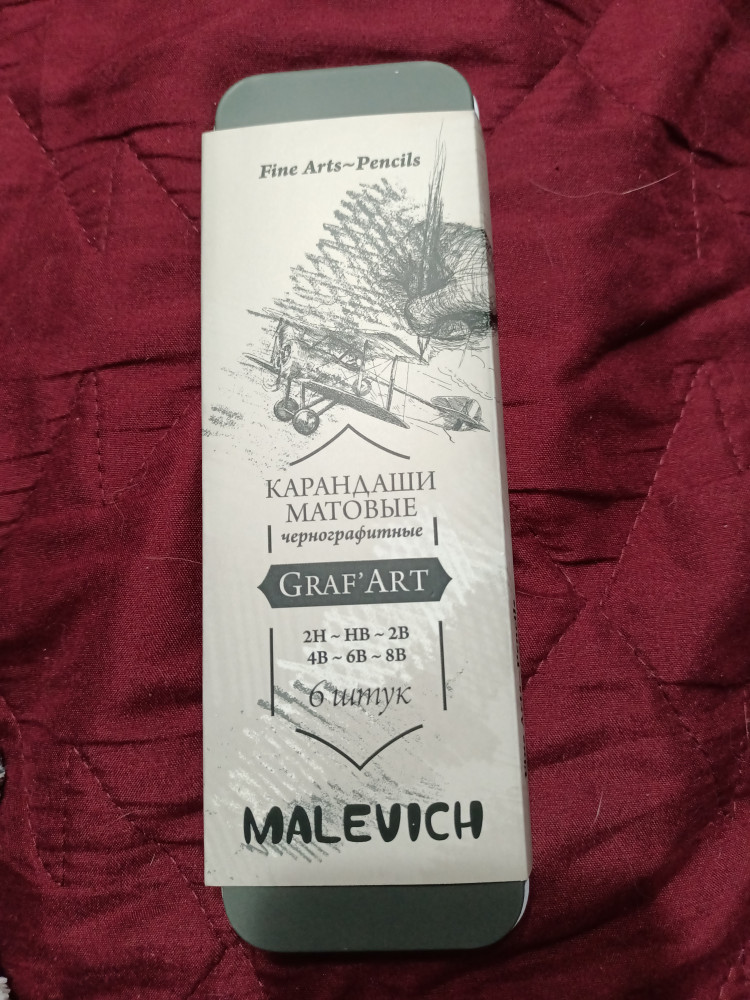 Fine Arts~Pencils
КАРАНДАШИ
МАТОВЫЕ
чернографитные
GRAF'ART
2H ~ HB ~ 2B
4B ~ 6B ~ 8B
6 штук
MALEVICH